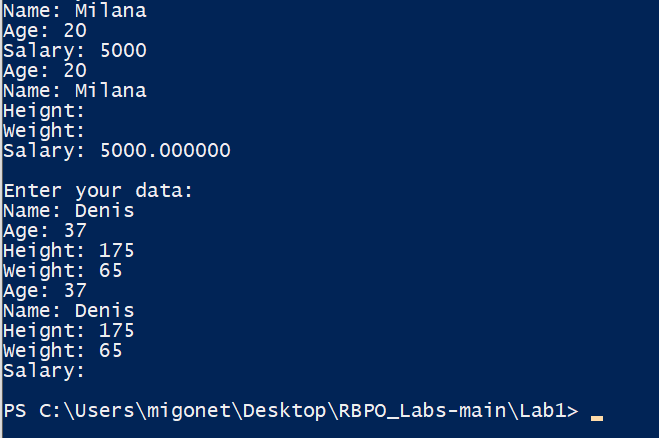 Name: Milana
Age: 20
Salary: 5000
Age: 20
Name: Milana
Heignt:
Weight:
Salary: 5000.000000
Enter your data:
Name: Denis
Age: 37
Height: 175
Weight: 65
Age: 37
Name: Denis
Heignt: 175
Weight: 65
Salary:
PS C:\Users\migonet\Desktop\RBPO_Labs-main\Lab1>